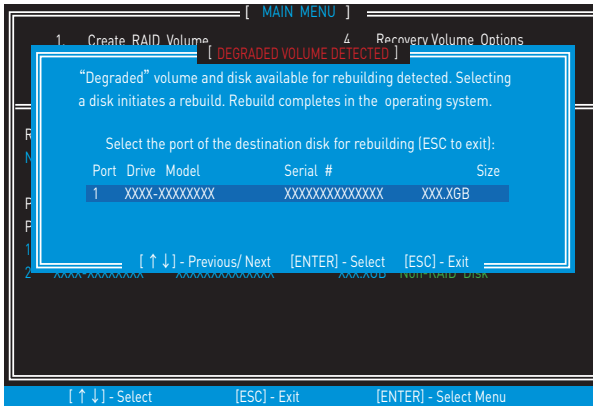 [ MAIN MENU ]
1. Create RAID Volume 4 Recovery Volume Options
[ DEGRADED VOLUME DETECTED ]
“Degraded” volume and disk available for rebuilding detected. Selecting
a disk initiates a rebuild. Rebuild completes in the operating system.
Select the port of the destination disk for rebuilding (ESC to exit):
Port Drive Model Serial # Size
1 XXXX-XXXXXXXX XXXXXXXXXXXXXX XXX.XGB
[ ↑↓] - Previous/ Next [ENTER] - Select [ESC] - Exit
2 XXXX-XXXXXXXX XXXXXXXXXXXXXX XXX.XGB Non-RAID Disk
[ ↑↓] - Select [ESC] - Exit [ENTER] - Select Menu